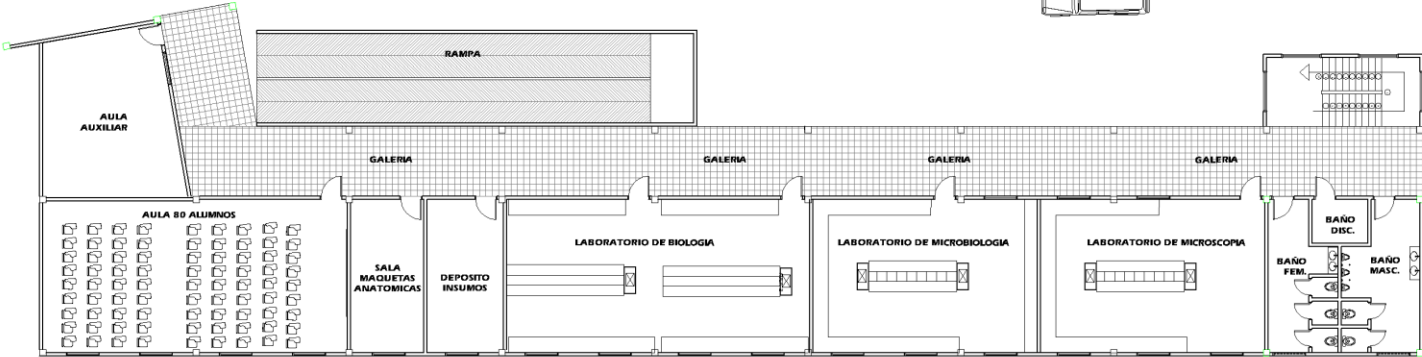 RAMPA
AULA
AUXILIAR
GALERIA
GALERIA
GALERIA
GALERIA
AULA 80 ALUMNOS
SALA
MAQUETAS
ANATOMICAS
DEPOSITO
INSUMOS
LABORATORIO DE BIOLOGIA
LABORATORIO DE MICROBIOLOGIA
LABORATORIO DE MICROSCOPIA
BAÑO
FEM.
BAÑO
DISC.
BAÑO
MASC.